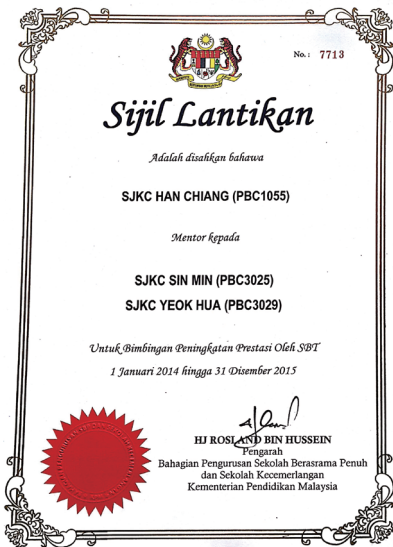 No.: 7713
Sijil Lantikan
Adalah disahkan bahawa
SJKC HAN CHIANG (PBC1055)
Mentor kepada
SJKC SIN MIN (PBC3025)
SJKC YEOK HUA (PBC3029)
Untuk Bimbingan Peningkatan Prestasi Oleh SBT
1 Januari 2014 hingga 31 Disember 2015
HJ ROSLAND BIN HUSSEIN
Pengarah
Bahagian Pengurusan Sekolah Berasrama Penuh
dan Sekolah Kecemerlangan
Kementerian Pendidikan Malaysia